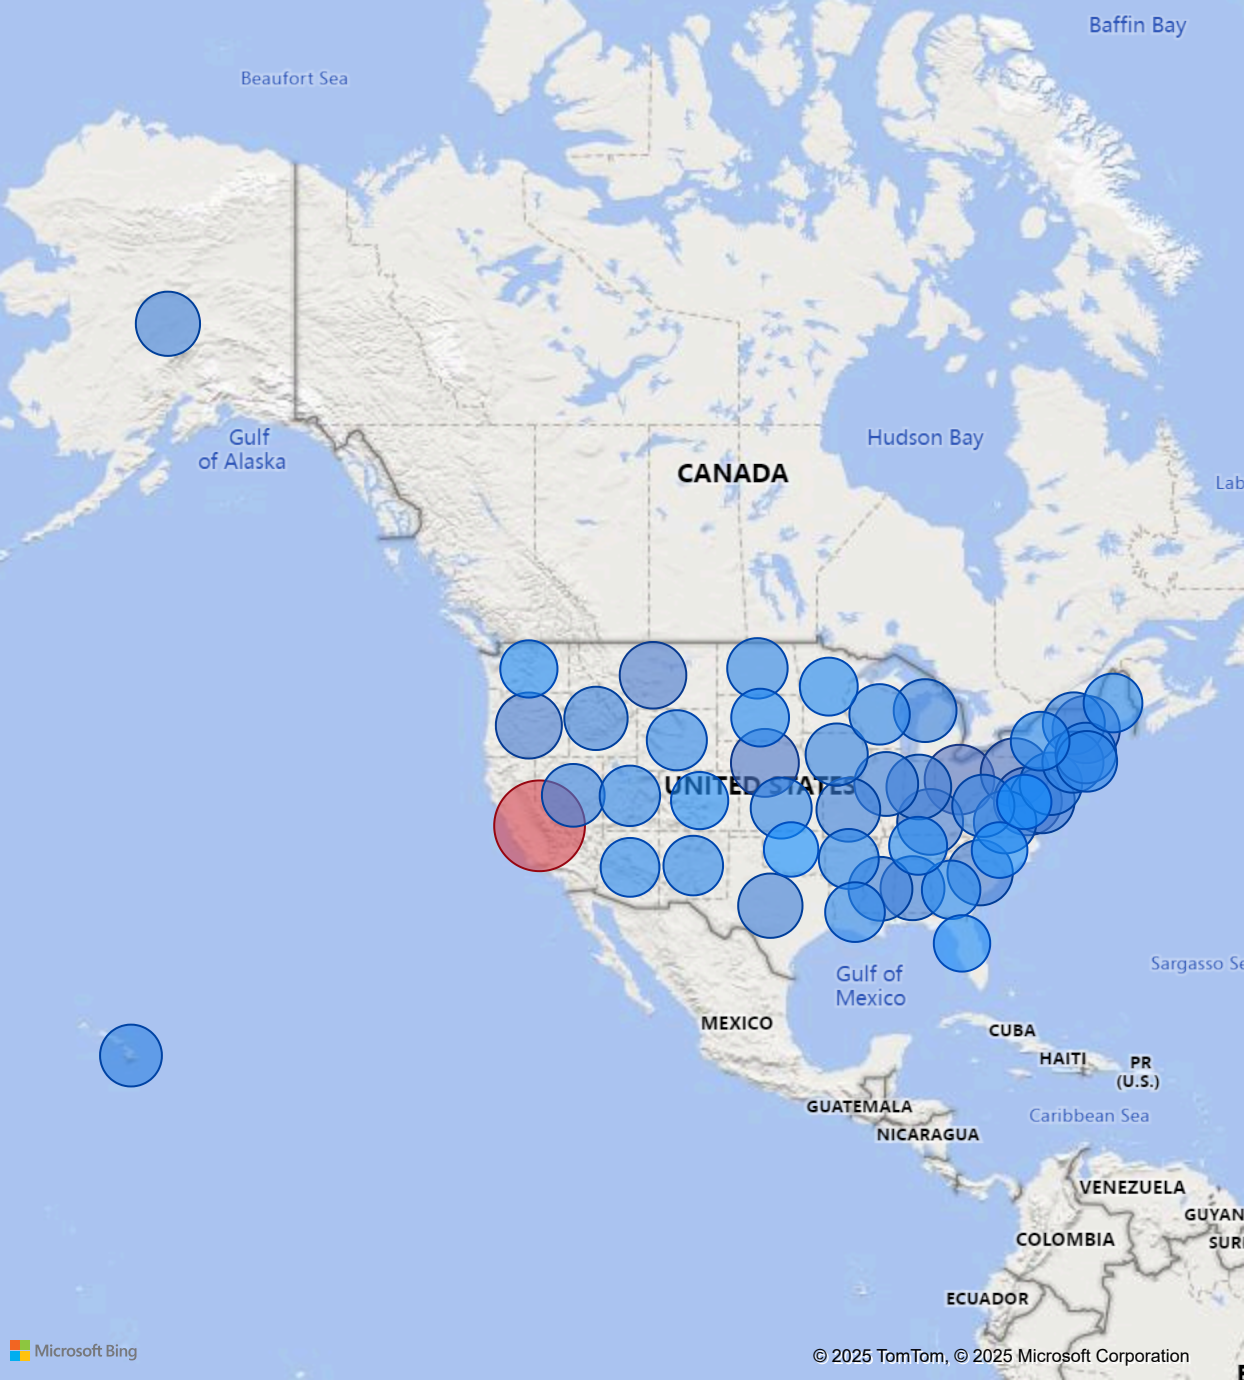 Baffin Bay
Beaufort Sea
Gulf
of Alaska
Hudson Bay
CANADA
Lab
UNITED STATES
Gulf of
Mexico
Sargasso Se
MEXICO
CUBA
HAITI
PR
(U.S.)
GUATEMALA
Caribbean Sea
NICARAGUA
VENEZUELA
GUYAN
COLOMBIA
SURI
ECUADOR
Microsoft Bing
© 2025 TomTom, © 2025 Microsoft Corporation